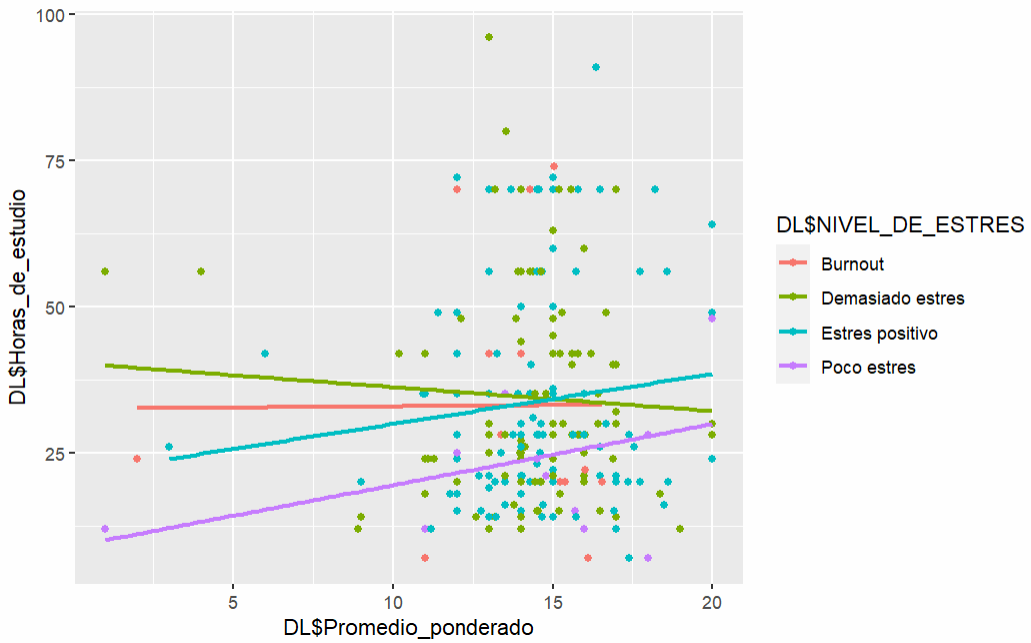 100
75
50
25
DL$Horas_de_estudio
5
10
15
20
DL$Promedio_ponderado
DL$NIVEL_DE_ESTRES
Burnout
Demasiado estres
Estres positivo
Poco estres